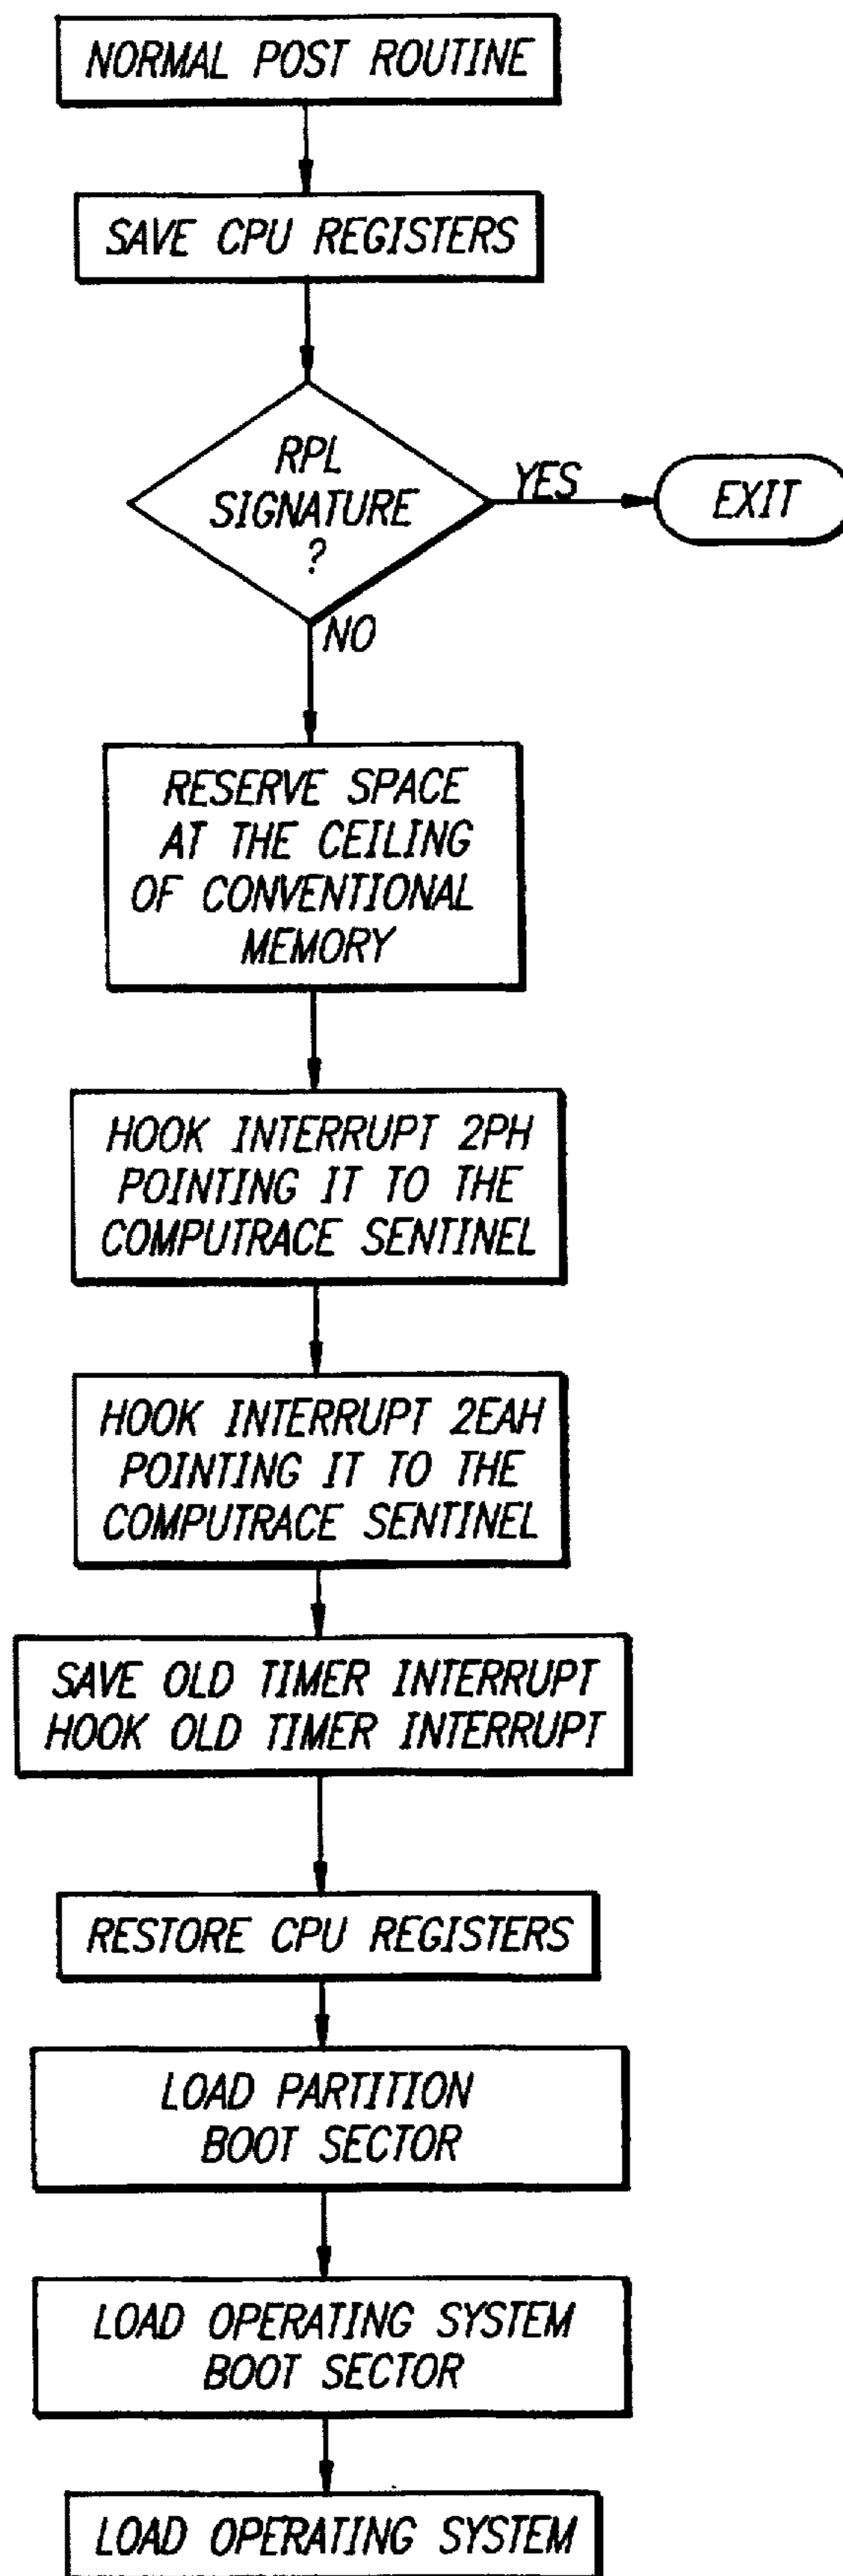 NORMAL POST ROUTINE
SAVE CPU REGISTERS
RPL
SIGNATURE
?
YES
EXIT
NO
RESERVE SPACE
AT THE CEILING
OF CONVENTIONAL
MEMORY
HOOK INTERRUPT 2PH
POINTING IT TO THE
COMPUTRACE SENTINEL
HOOK INTERRUPT 2EAH
POINTING IT TO THE
COMPUTRACE SENTINEL
SAVE OLD TIMER INTERRUPT
HOOK OLD TIMER INTERRUPT
RESTORE CPU REGISTERS
LOAD PARTITION
BOOT SECTOR
LOAD OPERATING SYSTEM
BOOT SECTOR
LOAD OPERATING SYSTEM